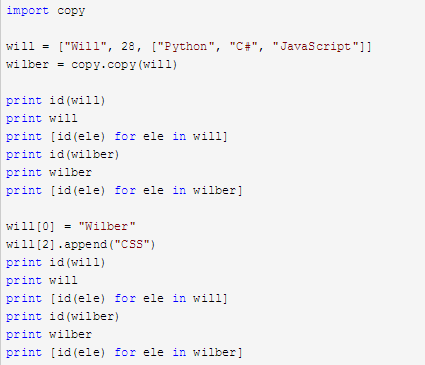 import copy
will = ["Will", 28, ["Python", "C#", "JavaScript"]]
wilber = copy.copy(will)
print id(will)
print will
print [id(ele) for ele in will]
print id(wilber)
print wilber
print [id(ele) for ele in wilber]
will[0] = "Wilber"
will[2].append("CSS")
print id(will)
print will
print [id(ele) for ele in will]
print id(wilber)
print wilber
print [id(ele) for ele in wilber]